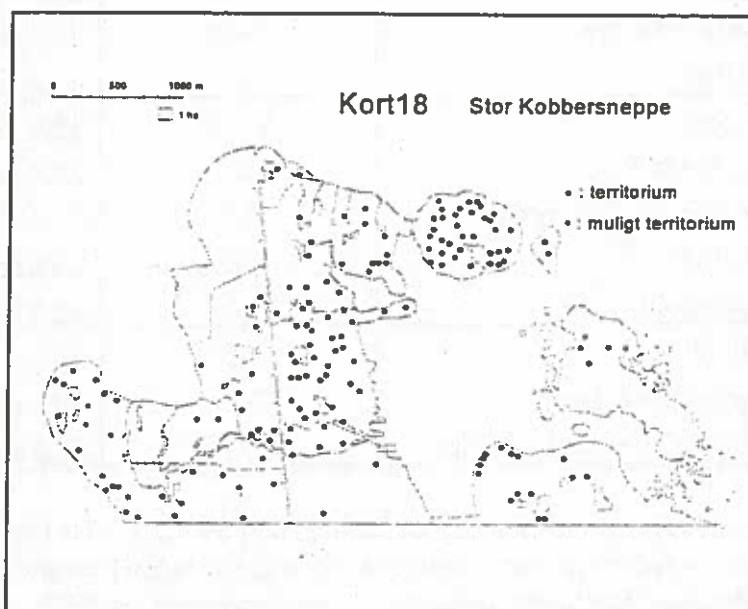 0 500 1000 m
1 ha
Kort18 Stor Kobbersneppe
• : territorium
• : muligt territorium